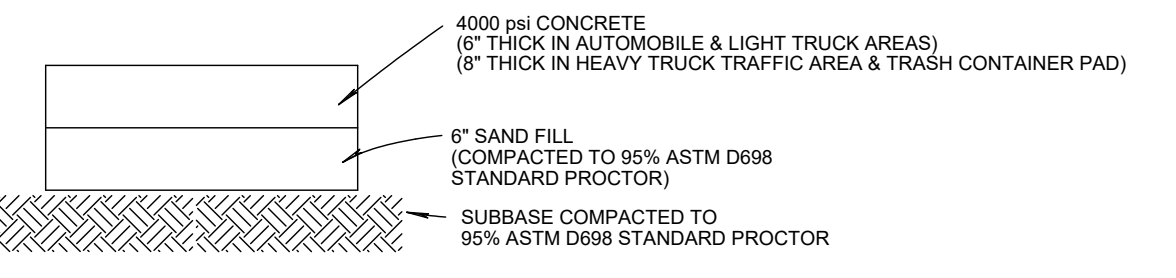 4000 psi CONCRETE
(6" THICK IN AUTOMOBILE & LIGHT TRUCK AREAS)
(8" THICK IN HEAVY TRUCK TRAFFIC AREA & TRASH CONTAINER PAD)
6" SAND FILL
(COMPACTED TO 95% ASTM D698
STANDARD PROCTOR)
SUBBASE COMPACTED TO
95% ASTM D698 STANDARD PROCTOR